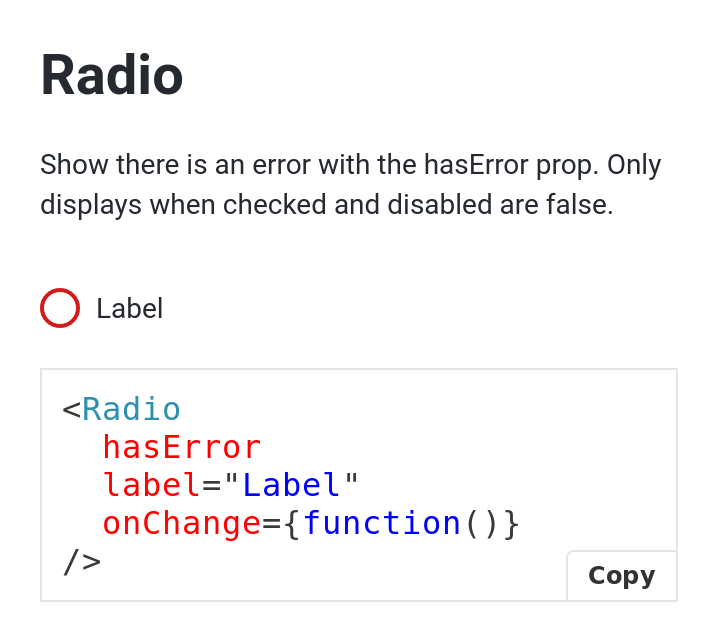 Radio
Show there is an error with the hasError prop. Only
displays when checked and disabled are false.
Label
<Radio
  hasError
  label="Label"
  onChange={function()}
/>
Copy